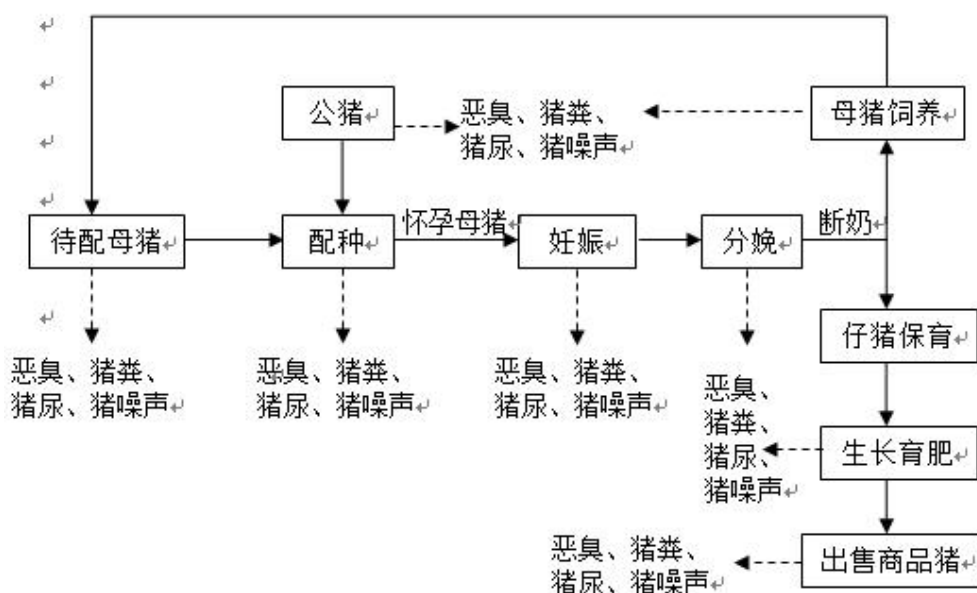 公猪
恶臭、猪粪、
猪尿、猪噪声
母猪饲养
待配母猪
配种
怀孕母猪
妊娠
分娩
断奶
仔猪保育
恶臭、猪粪、
猪尿、猪噪声
恶臭、猪粪、
猪尿、猪噪声
恶臭、猪粪、
猪尿、猪噪声
恶臭、
猪粪、
猪尿、
猪噪声
生长育肥
恶臭、猪粪、
猪尿、猪噪声
出售商品猪